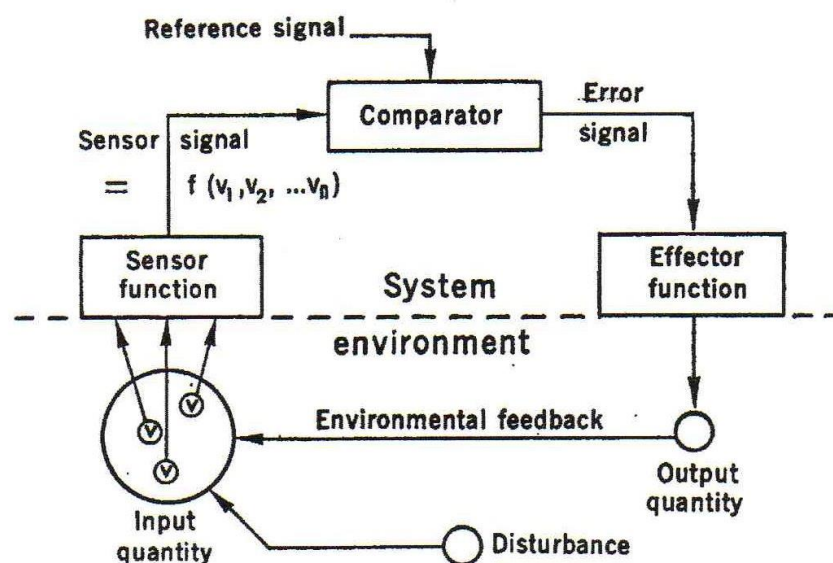 Reference signal
Comparator
Error
signal
Sensor signal
= f (v₁, v₂, ...vₙ)
Sensor
function
Effector
function
System
environment
v
v
v
Environmental feedback
Input
quantity
Output
quantity
Disturbance